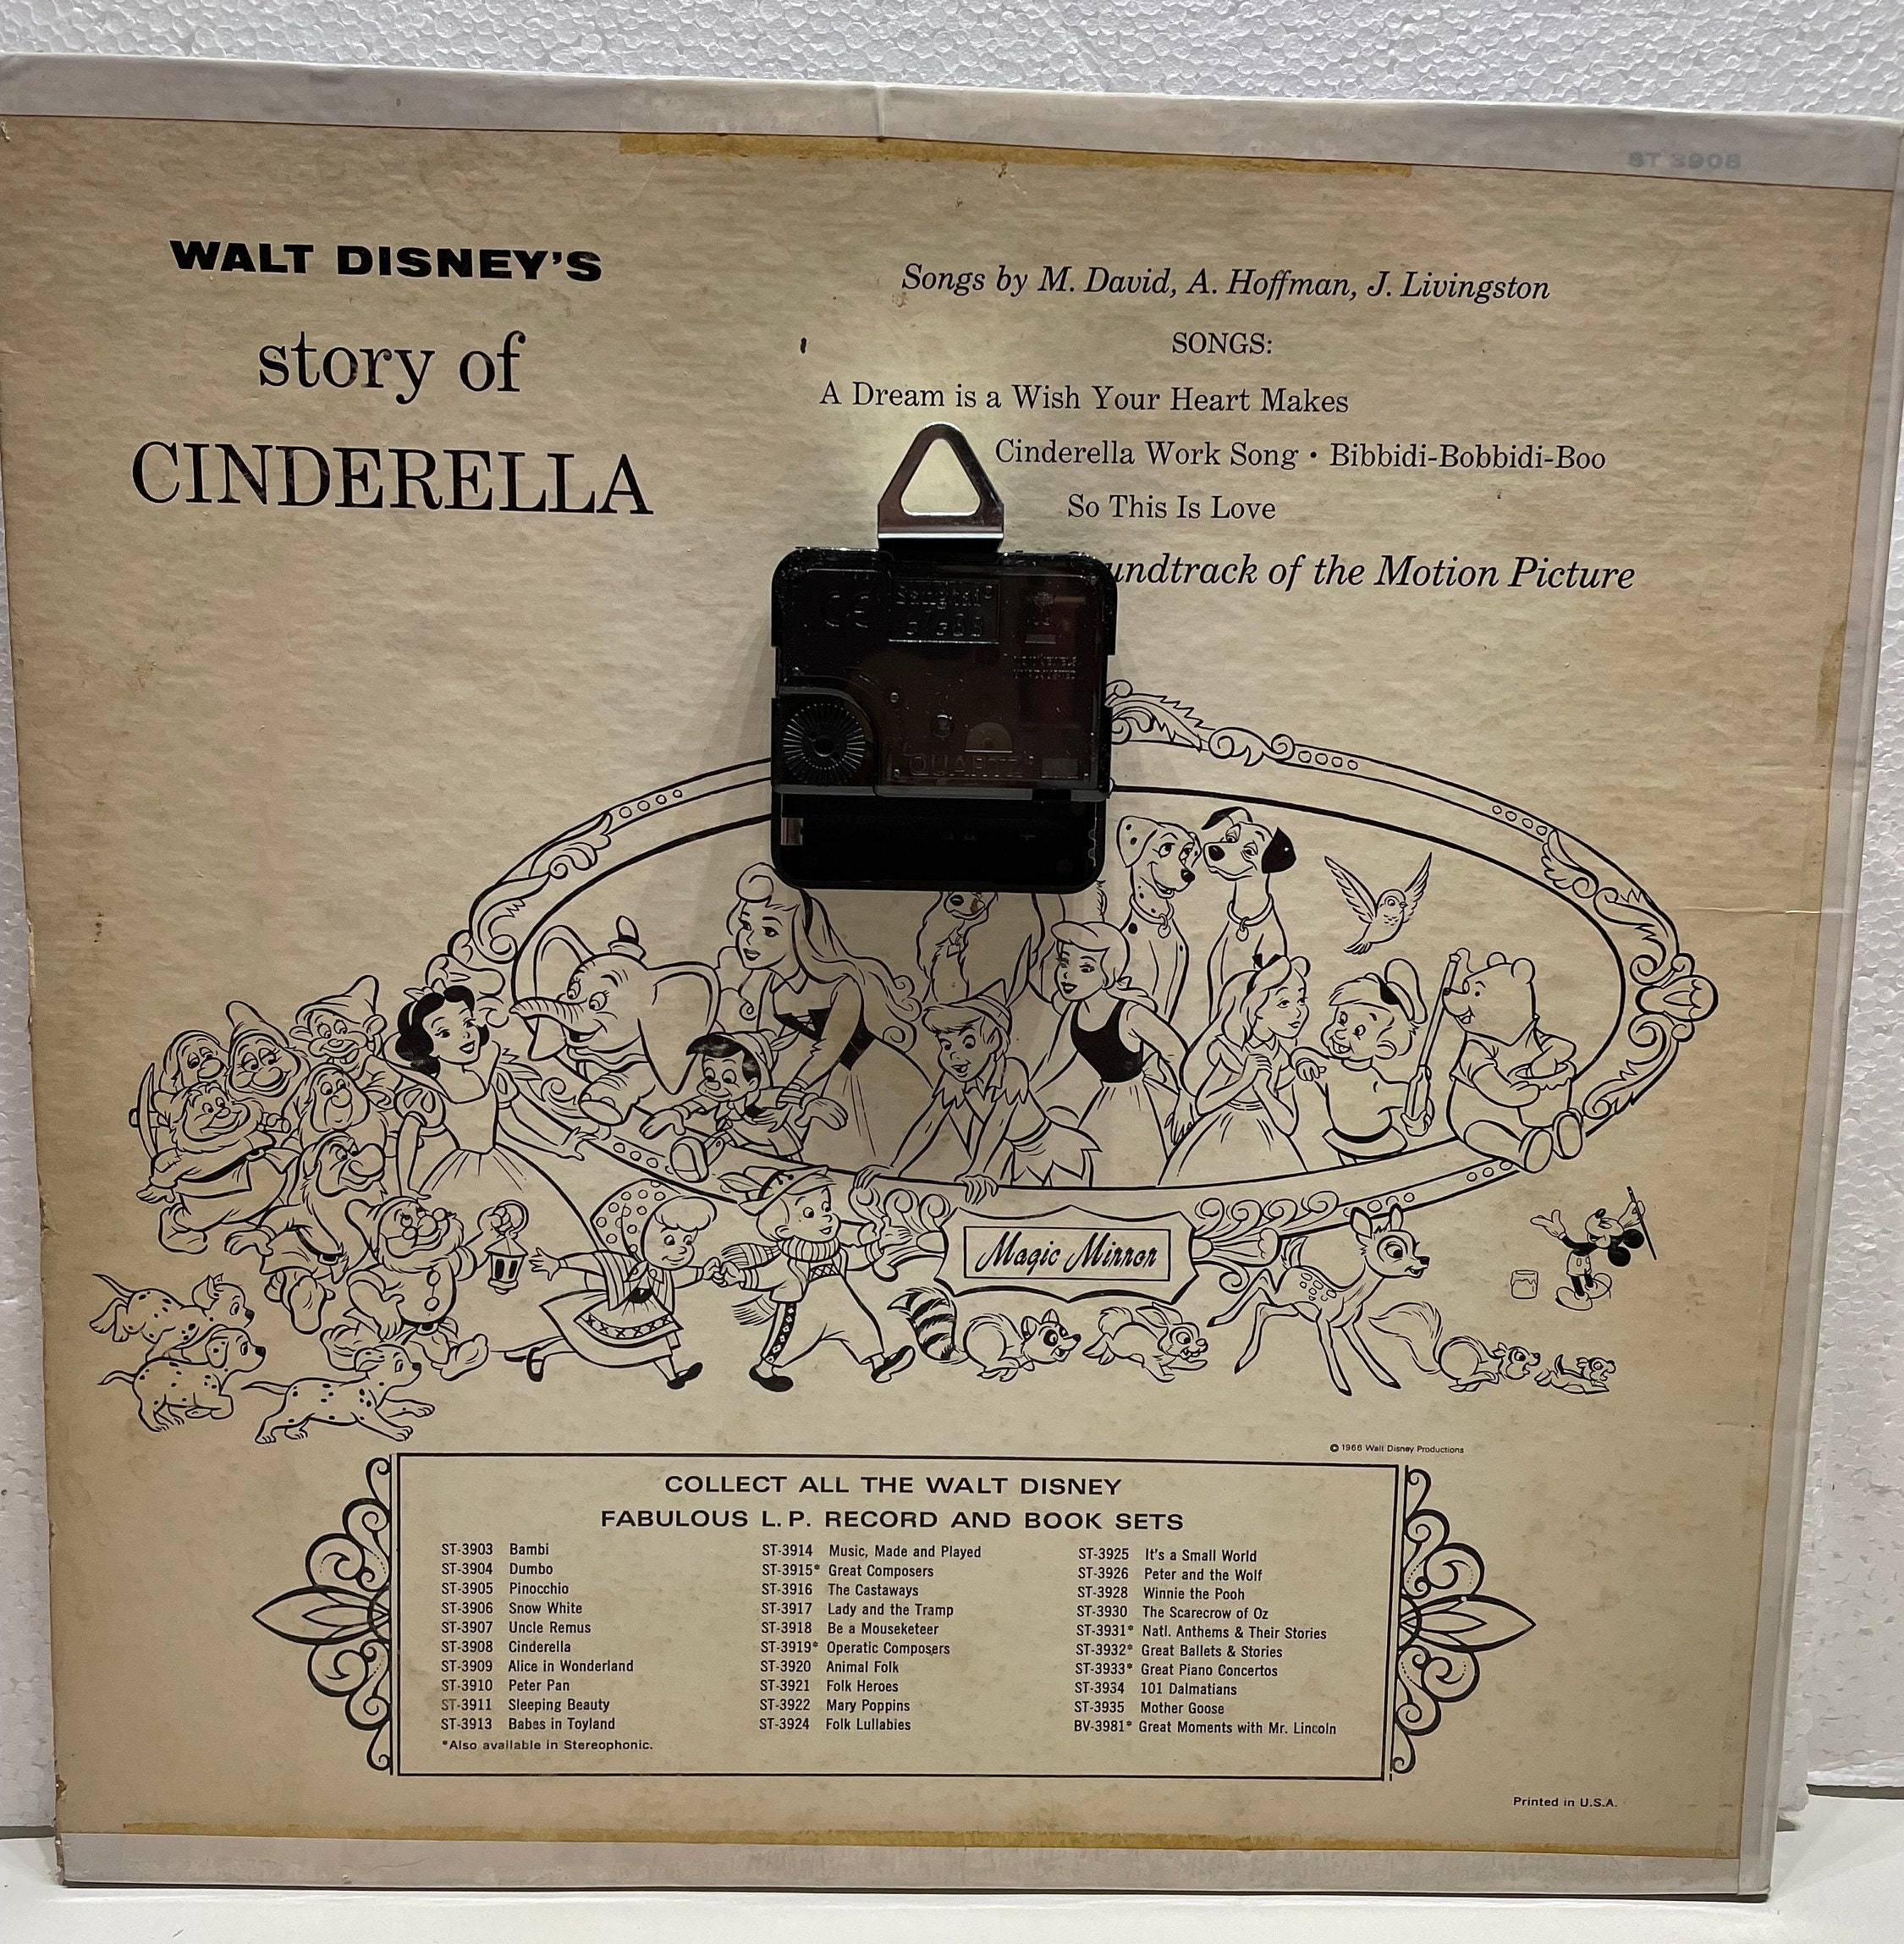 ST 3908
WALT DISNEY'S
story of
CINDERELLA
Songs by M. David, A. Hoffman, J. Livingston
SONGS:
A Dream is a Wish Your Heart Makes
Cinderella Work Song • Bibbidi-Bobbidi-Boo
So This Is Love
undtrack of the Motion Picture
CE
QUARTZ
Magic Mirror
© 1966 Walt Disney Productions
COLLECT ALL THE WALT DISNEY
FABULOUS L.P. RECORD AND BOOK SETS
ST-3903 Bambi
ST-3904 Dumbo
ST-3905 Pinocchio
ST-3906 Snow White
ST-3907 Uncle Remus
ST-3908 Cinderella
ST-3909 Alice in Wonderland
ST-3910 Peter Pan
ST-3911 Sleeping Beauty
ST-3913 Babes in Toyland
*Also available in Stereophonic.
ST-3914 Music, Made and Played
ST-3915* Great Composers
ST-3916 The Castaways
ST-3917 Lady and the Tramp
ST-3918 Be a Mouseketeer
ST-3919* Operatic Composers
ST-3920 Animal Folk
ST-3921 Folk Heroes
ST-3922 Mary Poppins
ST-3924 Folk Lullabies
ST-3925 It's a Small World
ST-3926 Peter and the Wolf
ST-3928 Winnie the Pooh
ST-3930 The Scarecrow of Oz
ST-3931* Natl. Anthems & Their Stories
ST-3932* Great Ballets & Stories
ST-3933* Great Piano Concertos
ST-3934 101 Dalmatians
ST-3935 Mother Goose
BV-3981* Great Moments with Mr. Lincoln
Printed in U.S.A.